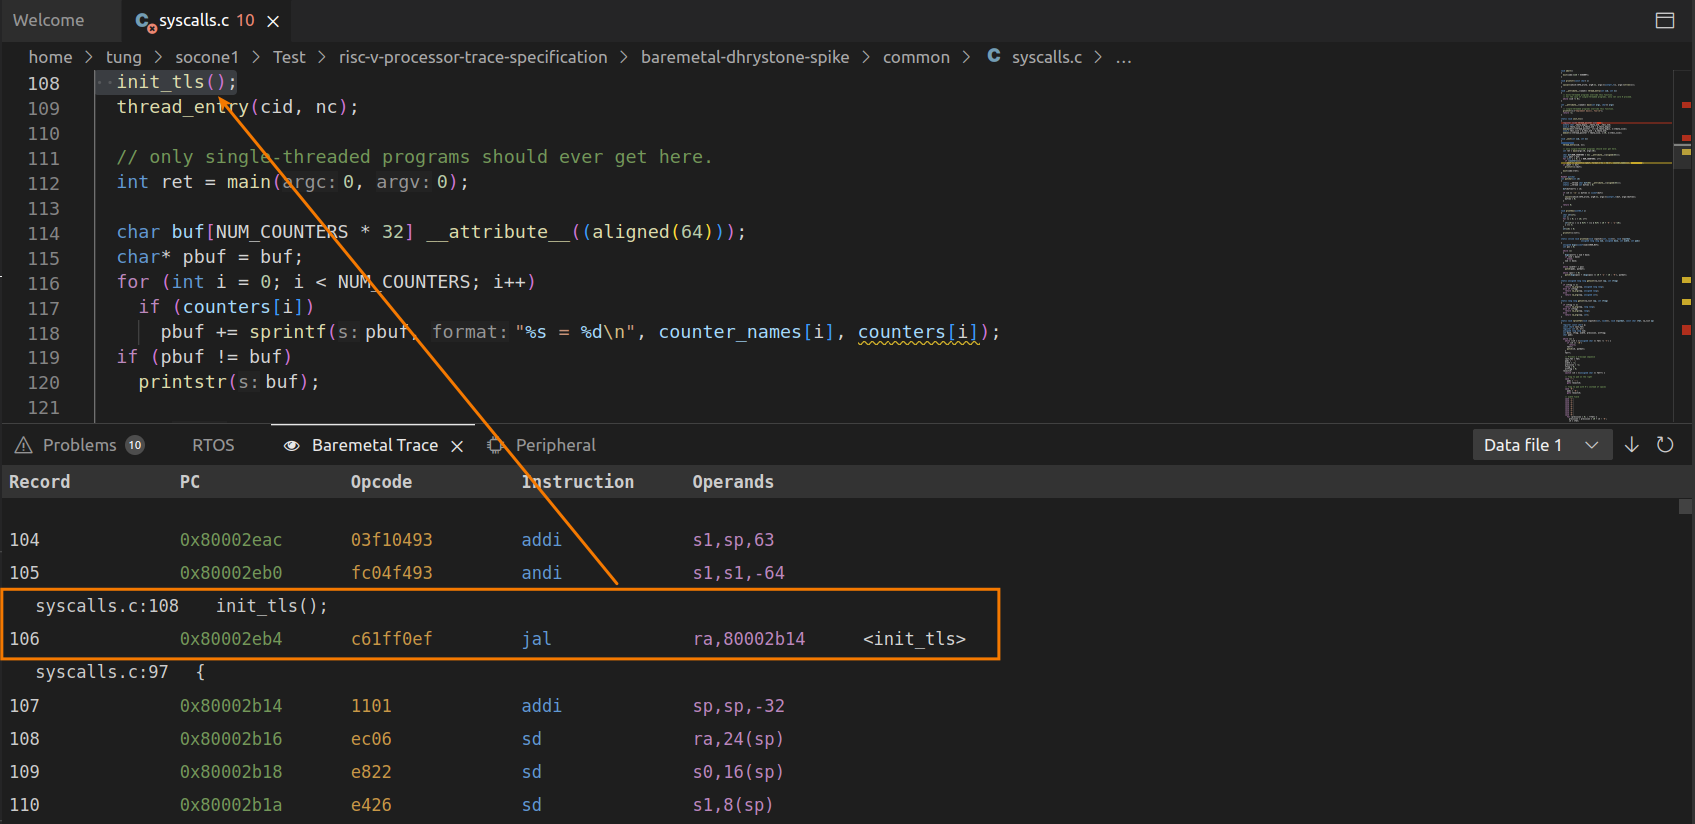 Welcome syscalls.c 10
home > tung > socone1 > Test > risc-v-processor-trace-specification > baremetal-dhrystone-spike > common > C syscalls.c > ...
108 init_tls();
109 thread_entry(cid, nc);
110
111 // only single-threaded programs should ever get here.
112 int ret = main(argc: 0, argv: 0);
113
114 char buf[NUM_COUNTERS * 32] __attribute__((aligned(64)));
115 char* pbuf = buf;
116 for (int i = 0; i < NUM_COUNTERS; i++)
117 if (counters[i])
118 pbuf += sprintf(s: pbuf, format: "%s = %d\n", counter_names[i], counters[i]);
119 if (pbuf != buf)
120 printstr(s: buf);
121
Problems 10 RTOS Baremetal Trace Peripheral Data file 1
Record PC Opcode Instruction Operands
104 0x80002eac 03f10493 addi s1,sp,63
105 0x80002eb0 fc04f493 andi s1,s1,-64
syscalls.c:108 init_tls();
106 0x80002eb4 c61ff0ef jal ra,80002b14 <init_tls>
syscalls.c:97 {
107 0x80002b14 1101 addi sp,sp,-32
108 0x80002b16 ec06 sd ra,24(sp)
109 0x80002b18 e822 sd s0,16(sp)
110 0x80002b1a e426 sd s1,8(sp)